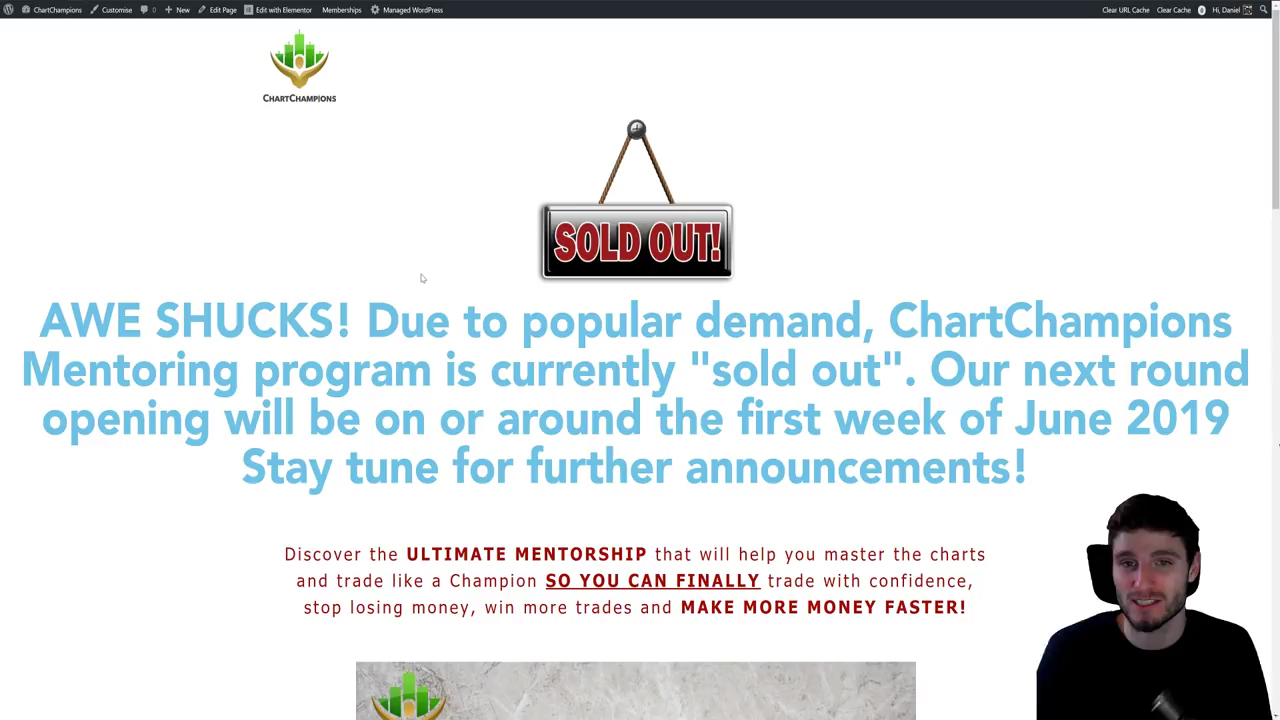 ChartChampions Customise 0 New Edit Page Edit with Elementor Memberships Managed WordPress Clear URL Cache Clear Cache Hi, Daniel
CHARTCHAMPIONS
SOLD OUT!
AWE SHUCKS! Due to popular demand, ChartChampions
Mentoring program is currently "sold out". Our next round
opening will be on or around the first week of June 2019
Stay tune for further announcements!
Discover the ULTIMATE MENTORSHIP that will help you master the charts
and trade like a Champion SO YOU CAN FINALLY trade with confidence,
stop losing money, win more trades and MAKE MORE MONEY FASTER!